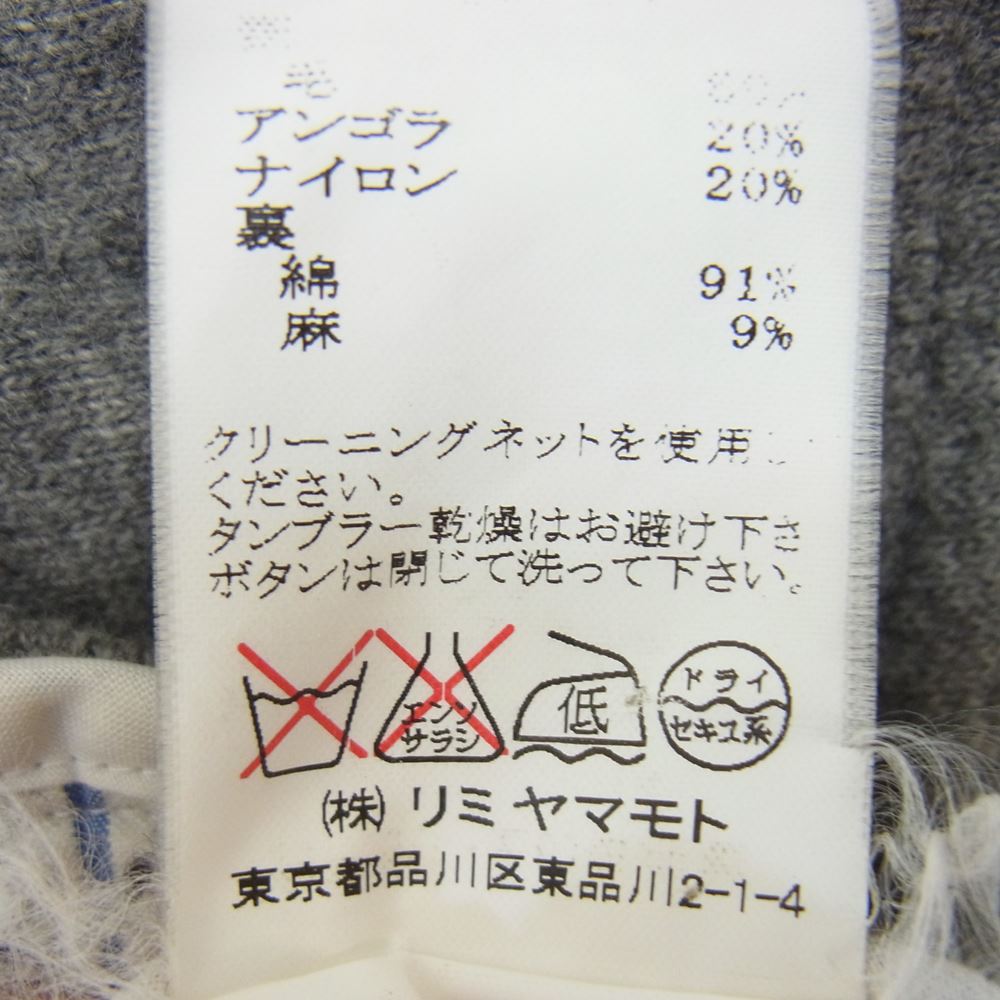 毛
アンゴラ 20%
ナイロン 20%
裏
綿 91%
麻 9%
クリーニングネットを使用し
ください。
タンブラー乾燥はお避け下さ
ボタンは閉じて洗って下さい。
エンソ
サラシ
低
ドライ
セキユ系
(株) リミ ヤマモト
東京都品川区東品川2-1-4